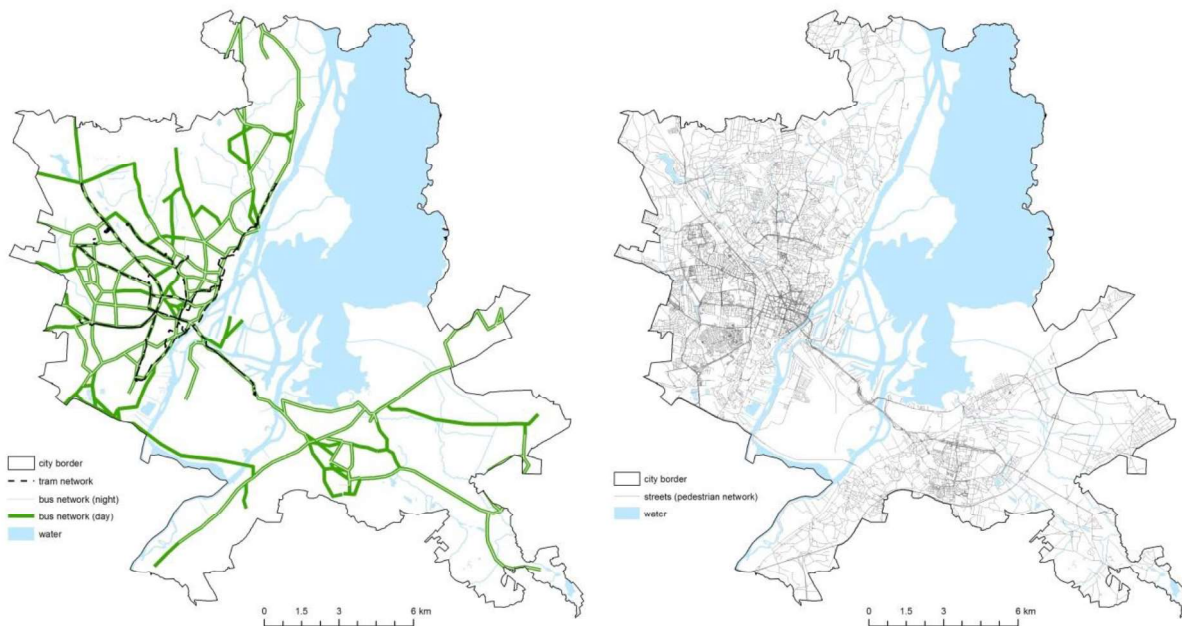 city border
tram network
bus network (night)
bus network (day)
water
0 1.5 3 6 km
city border
streets (pedestrian network)
water
0 1.5 3 6 km